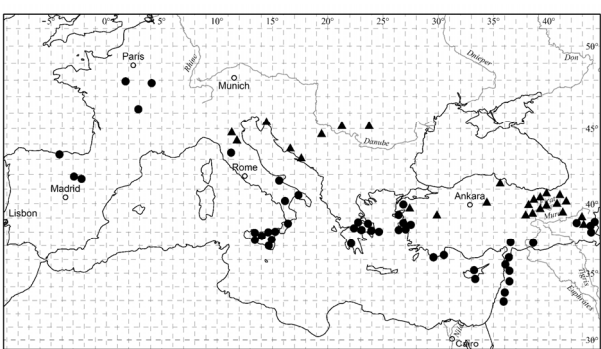 -5°
0°
5°
10°
15°
20°
25°
30°
35°
40°
50°
Paris
Rhine
Dnieper
Don
Munich
45°
Danube
Rome
Madrid
Ankara
40°
Lisbon
Tigris
35°
Euphrates
Nile
Cairo
30°